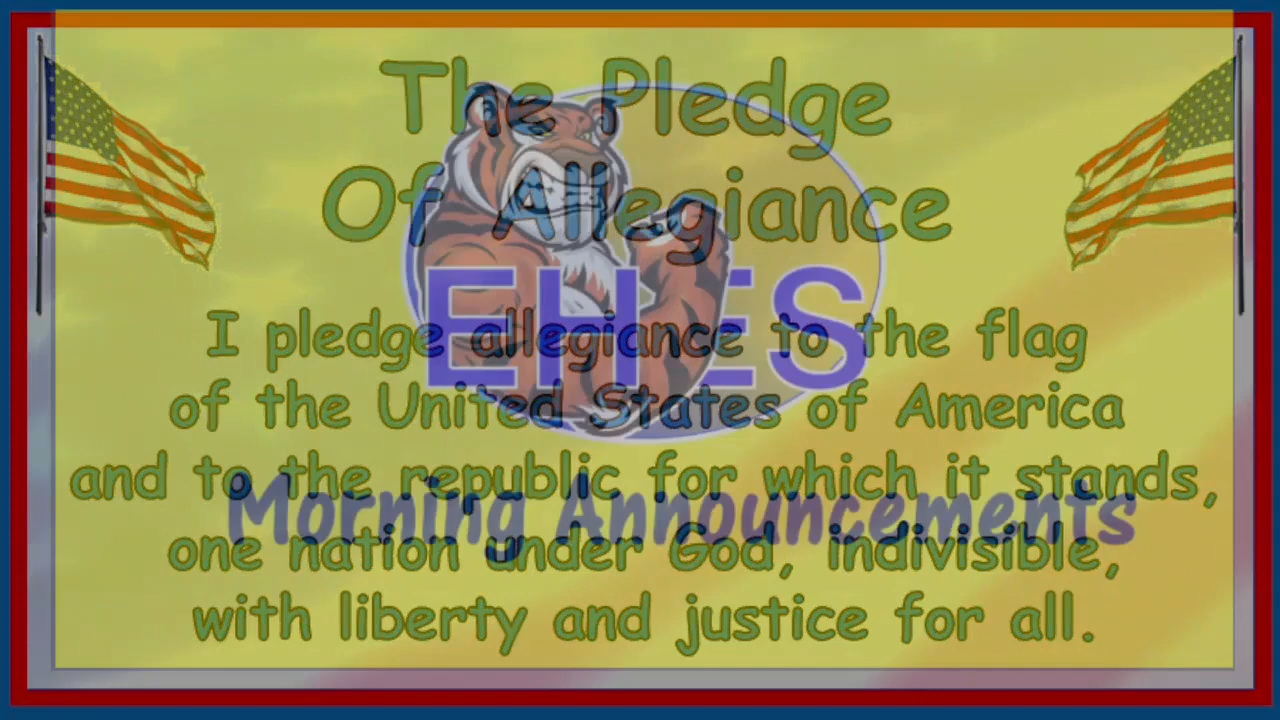 The Pledge
Of Allegiance
EHES
I pledge allegiance to the flag
of the United States of America
and to the republic for which it stands,
Morning Announcements
one nation under God, indivisible,
with liberty and justice for all.